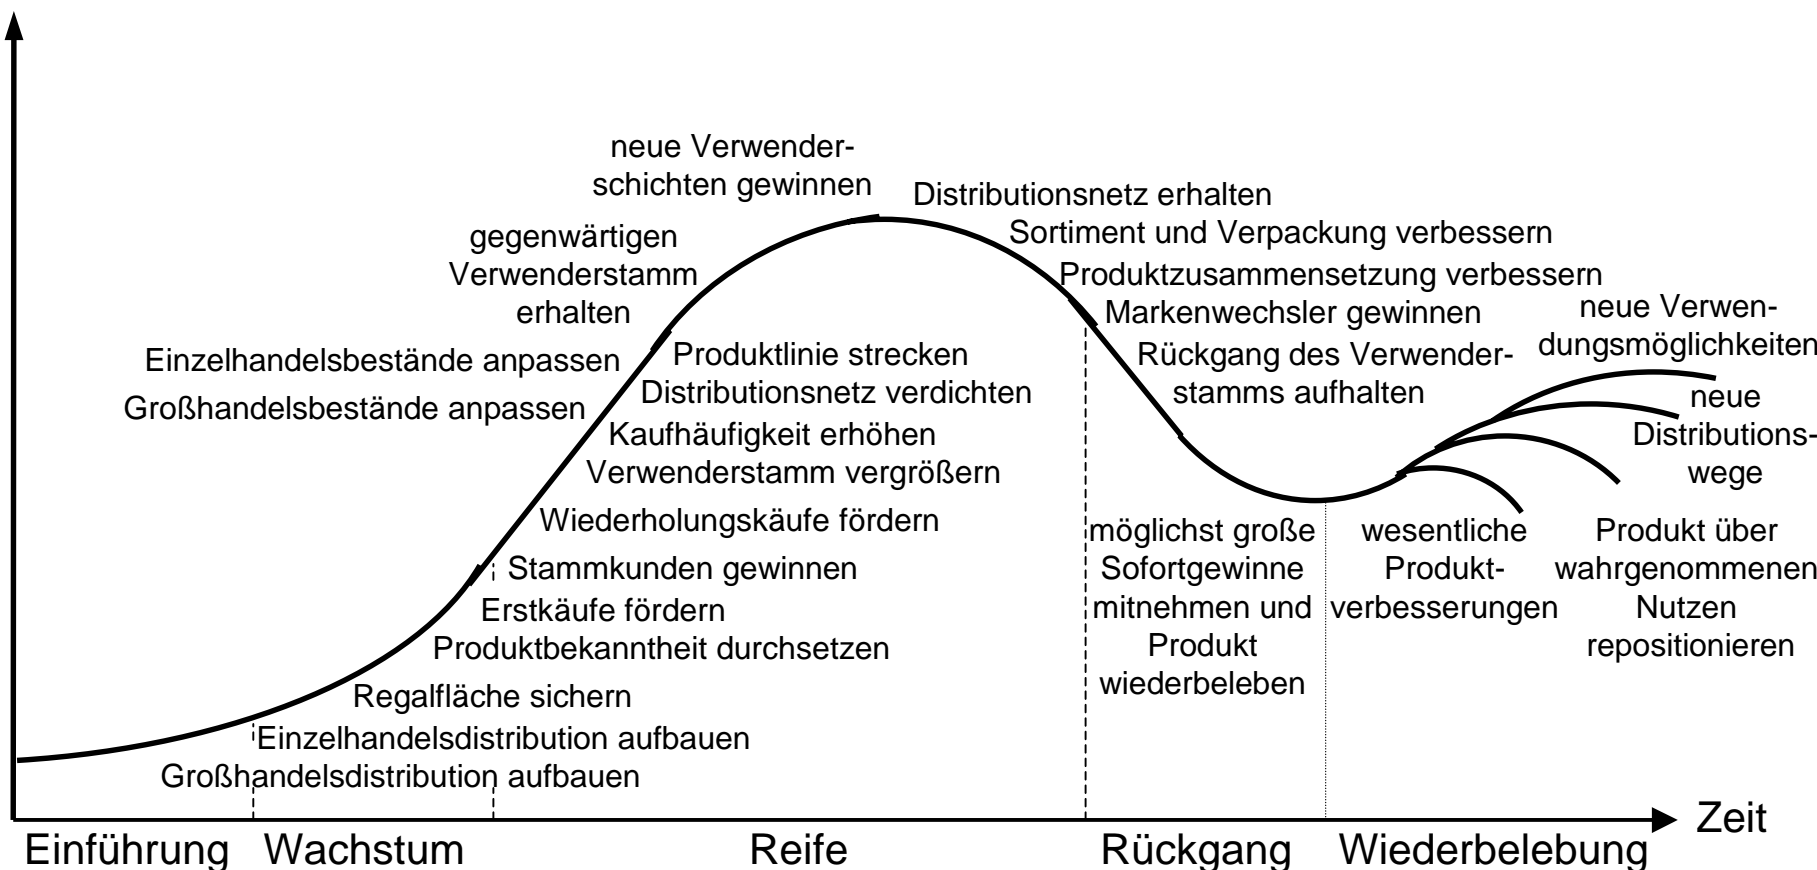 neue Verwender-
schichten gewinnen
Distributionsnetz erhalten
Sortiment und Verpackung verbessern
gegenwärtigen
Verwenderstamm
erhalten
Produktzusammensetzung verbessern
Markenwechsler gewinnen
neue Verwen-
dungsmöglichkeiten
Einzelhandelsbestände anpassen
Großhandelsbestände anpassen
Produktlinie strecken
Distributionsnetz verdichten
Rückgang des Verwender-
stamms aufhalten
neue
Distributions-
wege
Kaufhäufigkeit erhöhen
Verwenderstamm vergrößern
Wiederholungskäufe fördern
Stammkunden gewinnen
Erstkäufe fördern
Produktbekanntheit durchsetzen
Regalfläche sichern
Einzelhandelsdistribution aufbauen
Großhandelsdistribution aufbauen
möglichst große
Sofortgewinne
mitnehmen und
Produkt
wiederbeleben
wesentliche
Produkt-
verbesserungen
Produkt über
wahrgenommenen
Nutzen
repositionieren
Zeit
Einführung
Wachstum
Reife
Rückgang
Wiederbelebung